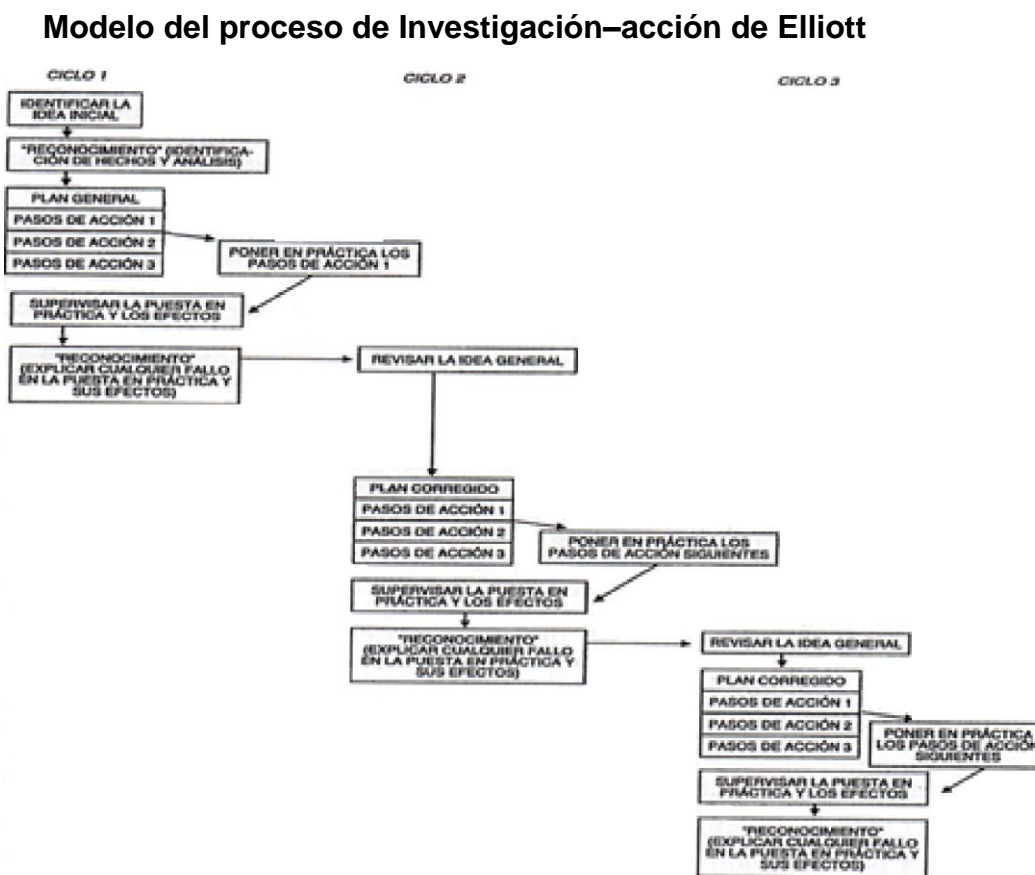 Modelo del proceso de Investigación–acción de Elliott
CICLO 1
CICLO 2
CICLO 3
IDENTIFICAR LA
IDEA INICIAL
"RECONOCIMIENTO" (IDENTIFICA-
CIÓN DE HECHOS Y ANÁLISIS)
PLAN GENERAL
PASOS DE ACCIÓN 1
PASOS DE ACCIÓN 2
PASOS DE ACCIÓN 3
PONER EN PRÁCTICA LOS
PASOS DE ACCIÓN 1
SUPERVISAR LA PUESTA EN
PRÁCTICA Y LOS EFECTOS
"RECONOCIMIENTO"
(EXPLICAR CUALQUIER FALLO
EN LA PUESTA EN PRÁCTICA Y
SUS EFECTOS)
REVISAR LA IDEA GENERAL
PLAN CORREGIDO
PASOS DE ACCIÓN 1
PASOS DE ACCIÓN 2
PASOS DE ACCIÓN 3
PONER EN PRÁCTICA LOS
PASOS DE ACCIÓN SIGUIENTES
SUPERVISAR LA PUESTA EN
PRÁCTICA Y LOS EFECTOS
"RECONOCIMIENTO"
(EXPLICAR CUALQUIER FALLO
EN LA PUESTA EN PRÁCTICA Y
SUS EFECTOS)
REVISAR LA IDEA GENERAL
PLAN CORREGIDO
PASOS DE ACCIÓN 1
PASOS DE ACCIÓN 2
PASOS DE ACCIÓN 3
PONER EN PRÁCTICA
LOS PASOS DE ACCIÓN
SIGUIENTES
SUPERVISAR LA PUESTA EN
PRÁCTICA Y LOS EFECTOS
"RECONOCIMIENTO"
(EXPLICAR CUALQUIER FALLO
EN LA PUESTA EN PRÁCTICA Y
SUS EFECTOS)